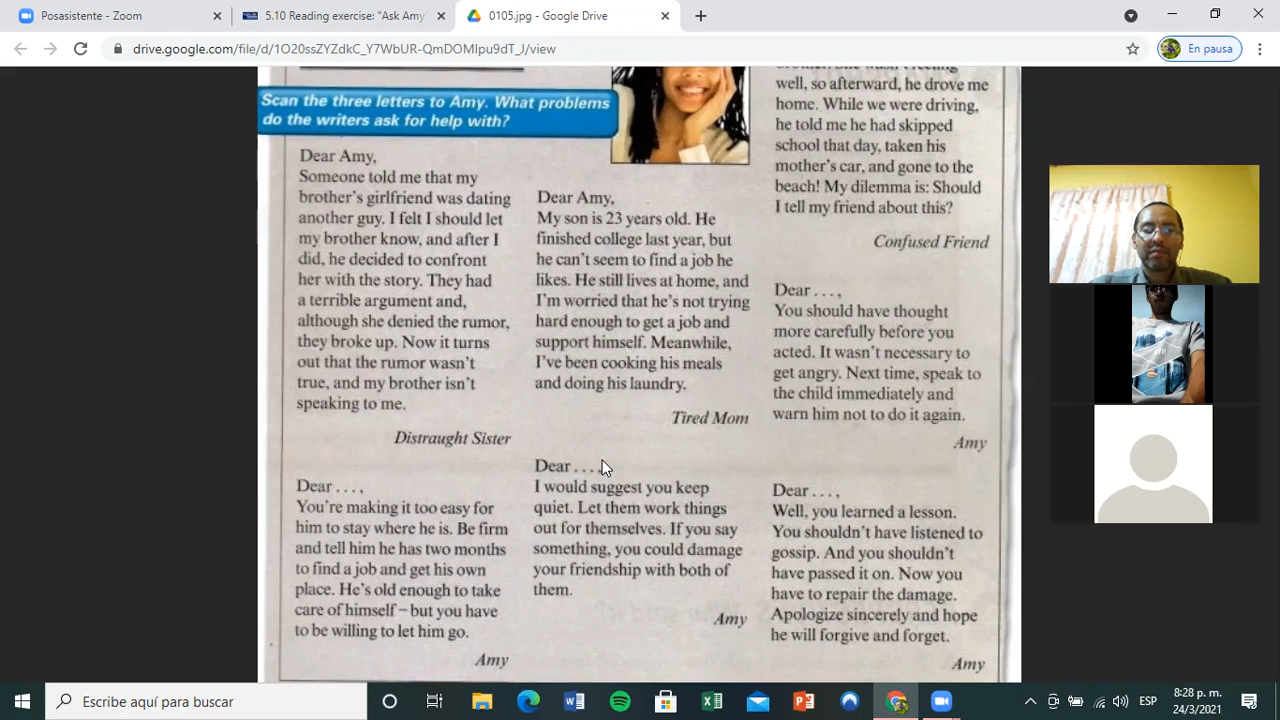 Posasistente - Zoom
5.10 Reading exercise: "Ask Amy"
0105.jpg - Google Drive
drive.google.com/file/d/1O20ssZYZdkC_Y7WbUR-QmDOMIpu9dT_J/view
En pausa
Scan the three letters to Amy. What problems
do the writers ask for help with?
Dear Amy,
Someone told me that my
brother's girlfriend was dating
another guy. I felt I should let
my brother know, and after I
did, he decided to confront
her with the story. They had
a terrible argument and,
although she denied the rumor,
they broke up. Now it turns
out that the rumor wasn't
true, and my brother isn't
speaking to me.
Distraught Sister
Dear . . . ,
You're making it too easy for
him to stay where he is. Be firm
and tell him he has two months
to find a job and get his own
place. He's old enough to take
care of himself – but you have
to be willing to let him go.
Amy
Dear Amy,
My son is 23 years old. He
finished college last year, but
he can't seem to find a job he
likes. He still lives at home, and
I'm worried that he's not trying
hard enough to get a job and
support himself. Meanwhile,
I've been cooking his meals
and doing his laundry.
Tired Mom
Dear . . . ,
I would suggest you keep
quiet. Let them work things
out for themselves. If you say
something, you could damage
your friendship with both of
them.
Amy
well, so afterward, he drove me
home. While we were driving,
he told me he had skipped
school that day, taken his
mother's car, and gone to the
beach! My dilemma is: Should
I tell my friend about this?
Confused Friend
Dear . . . ,
You should have thought
more carefully before you
acted. It wasn't necessary to
get angry. Next time, speak to
the child immediately and
warn him not to do it again.
Amy
Dear . . . ,
Well, you learned a lesson.
You shouldn't have listened to
gossip. And you shouldn't
have passed it on. Now you
have to repair the damage.
Apologize sincerely and hope
he will forgive and forget.
Amy
Escribe aquí para buscar
ESP
8:28 p. m.
24/3/2021